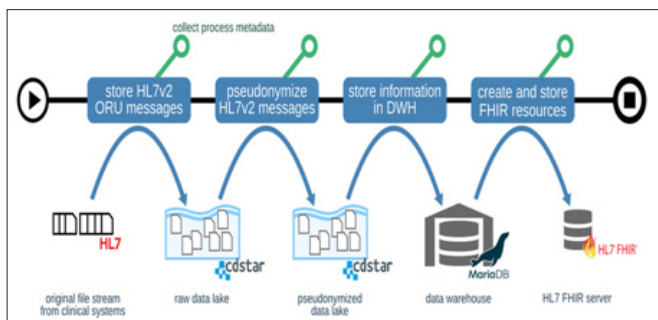 collect process metadata
store HL7v2
ORU messages
pseudonymize
HL7v2 messages
store information
in DWH
create and store
FHIR resources
HL7
cdstar
cdstar
MariaDB
HL7 FHIR
original file stream
from clinical systems
raw data lake
pseudonymized
data lake
data warehouse
HL7 FHIR server